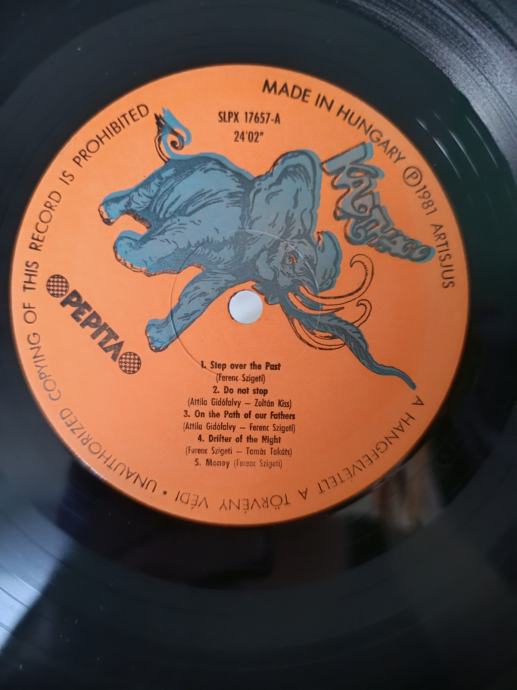 UNAUTHORIZED COPYING OF THIS RECORD IS PROHIBITED
MADE IN HUNGARY Ⓟ1981 ARTISJUS
A HANGFELVÉTELT A TÖRVÉNY VÉDI •
SLPX 17657-A
24'02"
PEPITA
1. Step over the Past
(Ferenc Szigeti)
2. Do not stop
(Attila Gidófalvy – Zoltán Kiss)
3. On the Path of our Fathers
(Attila Gidófalvy – Ferenc Szigeti)
4. Drifter of the Night
(Ferenc Szigeti – Tamás Takáts)
5. Money (Ferenc Szigeti)